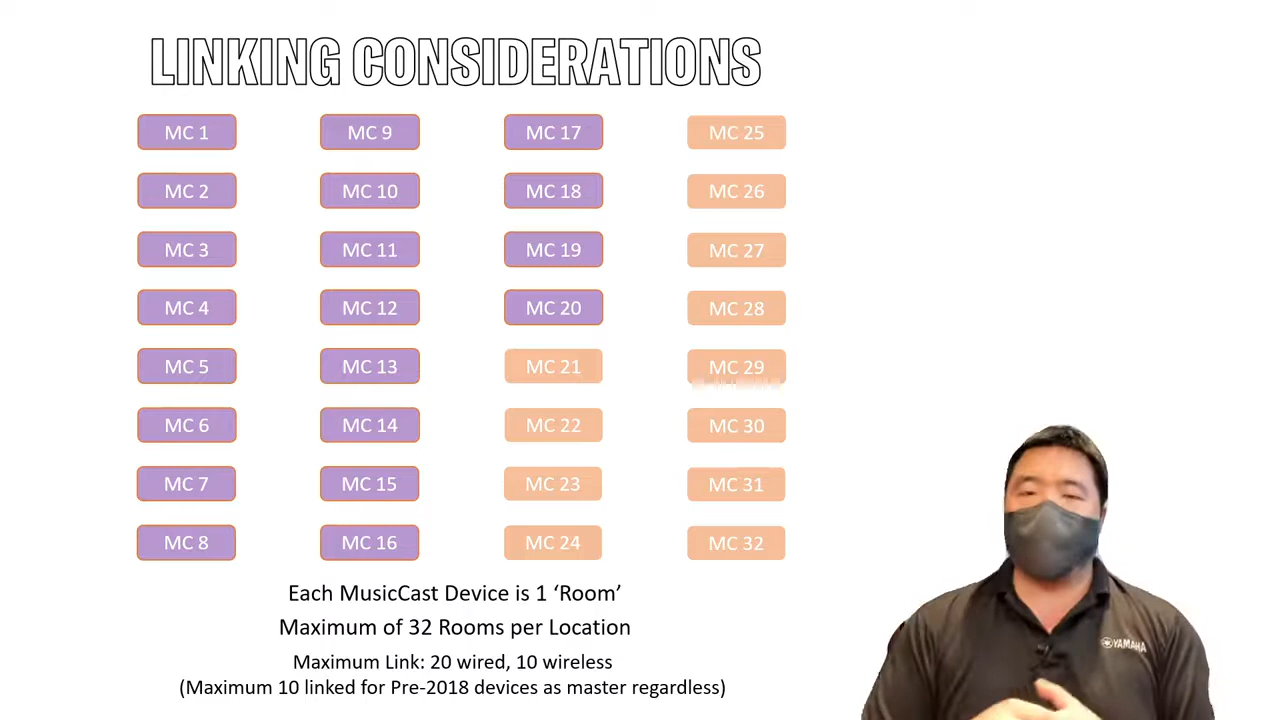 LINKING CONSIDERATIONS
MC 1
MC 2
MC 3
MC 4
MC 5
MC 6
MC 7
MC 8
MC 9
MC 10
MC 11
MC 12
MC 13
MC 14
MC 15
MC 16
MC 17
MC 18
MC 19
MC 20
MC 21
MC 22
MC 23
MC 24
MC 25
MC 26
MC 27
MC 28
MC 29
MC 30
MC 31
MC 32
Each MusicCast Device is 1 ‘Room’
Maximum of 32 Rooms per Location
Maximum Link: 20 wired, 10 wireless
(Maximum 10 linked for Pre-2018 devices as master regardless)
YAMAHA